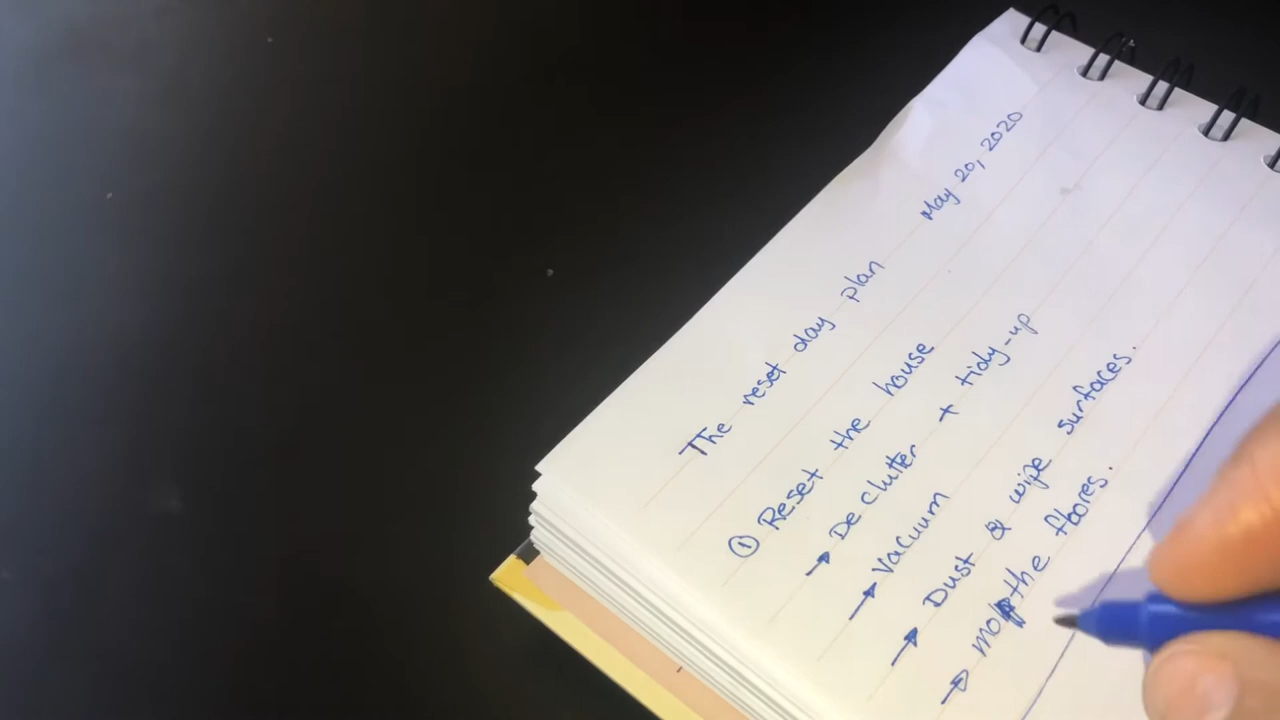 The reset day plan May 20, 2020
① Reset the house
→ De clutter + tidy-up
→ Vacuum
→ Dust & wipe surfaces.
→ mop the floores.